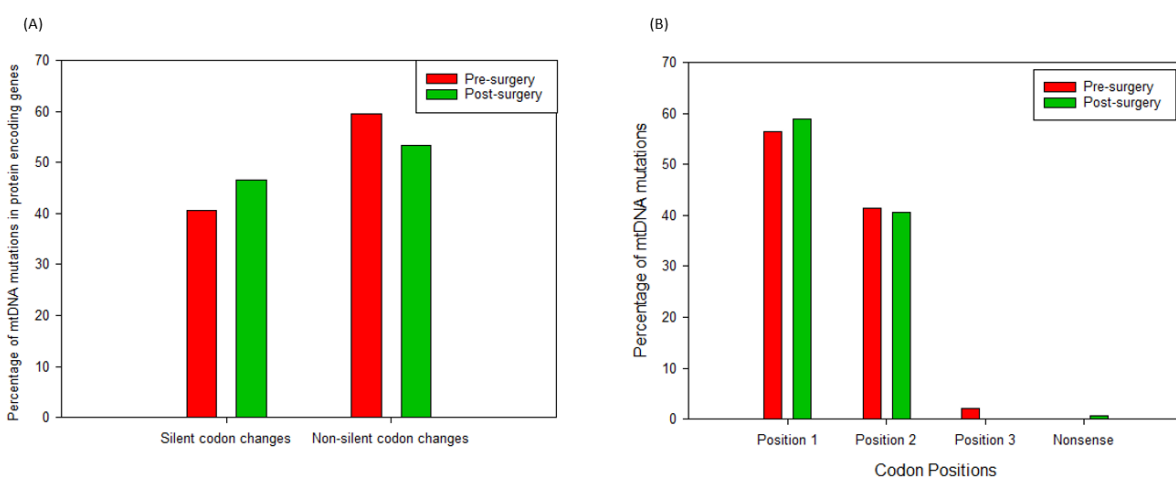 (A)
Percentage of mtDNA mutations in protein encoding genes
70
60
50
40
30
20
10
0
Pre-surgery
Post-surgery
Silent codon changes
Non-silent codon changes
(B)
Percentage of mtDNA mutations
70
60
50
40
30
20
10
0
Pre-surgery
Post-surgery
Position 1
Position 2
Position 3
Nonsense
Codon Positions